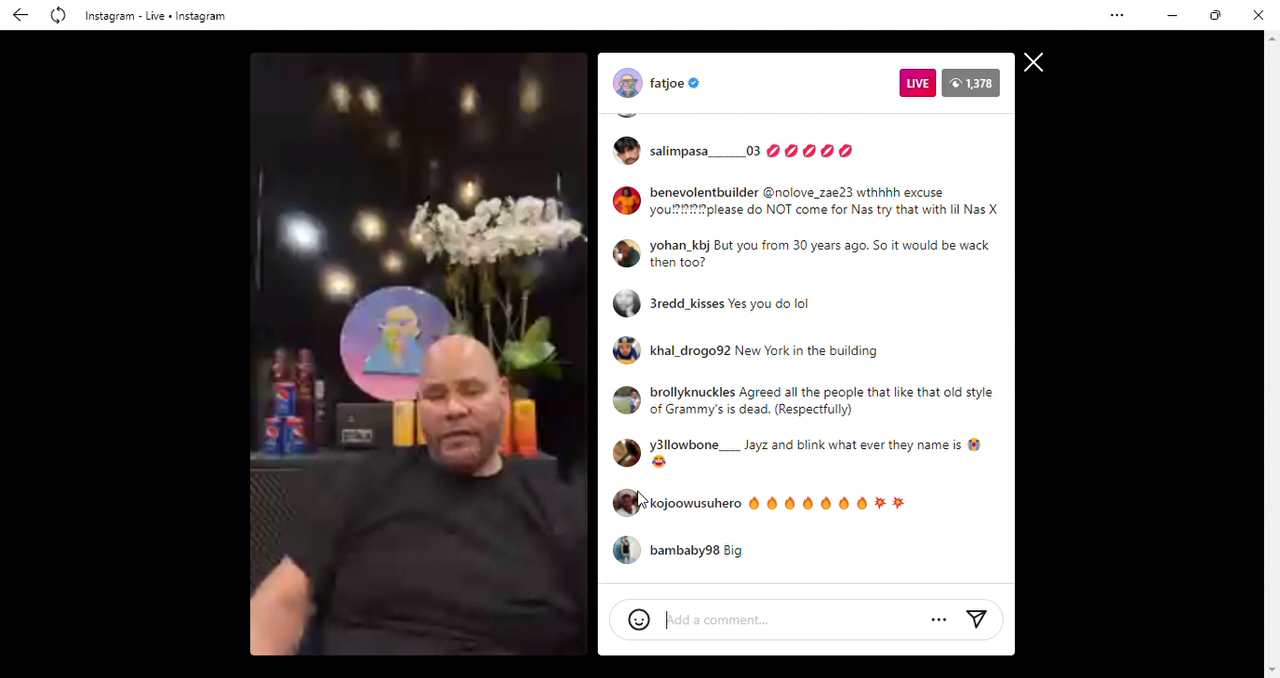 Instagram - Live • Instagram
fatjoe
LIVE
1,378
salimpasa_______03 💋💋💋💋💋
benevolentbuilder @nolove_zae23 wthhhh excuse
you⁉️⁉️⁉️⁉️please do NOT come for Nas try that with lil Nas X
yohan_kbj But you from 30 years ago. So it would be wack
then too?
3redd_kisses Yes you do lol
khal_drogo92 New York in the building
brollyknuckles Agreed all the people that like that old style
of Grammy's is dead. (Respectfully)
y3llowbone____ Jayz and blink what ever they name is 😭
😂
kojoowusuhero 🔥🔥🔥🔥🔥🔥🔥💥💥
bambaby98 Big
Add a comment...